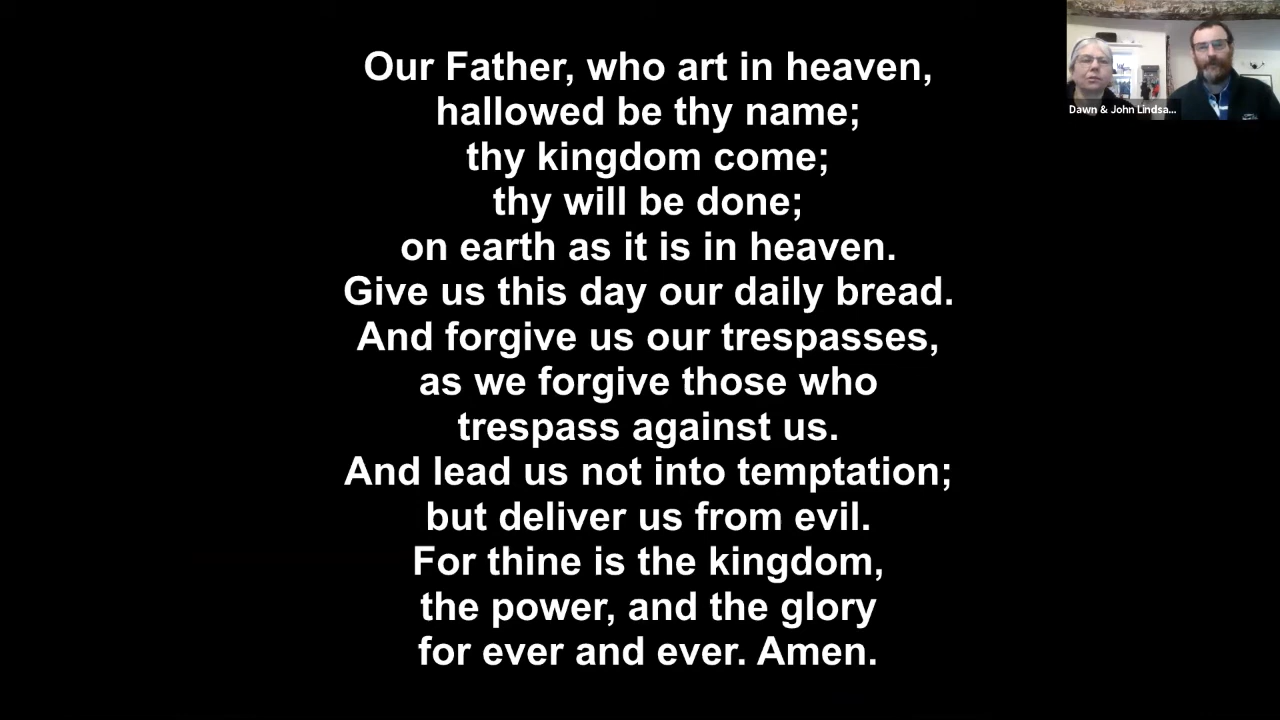 Our Father, who art in heaven,
hallowed be thy name;
thy kingdom come;
thy will be done;
on earth as it is in heaven.
Give us this day our daily bread.
And forgive us our trespasses,
as we forgive those who
trespass against us.
And lead us not into temptation;
but deliver us from evil.
For thine is the kingdom,
the power, and the glory
for ever and ever. Amen.
Dawn & John Lindsa...